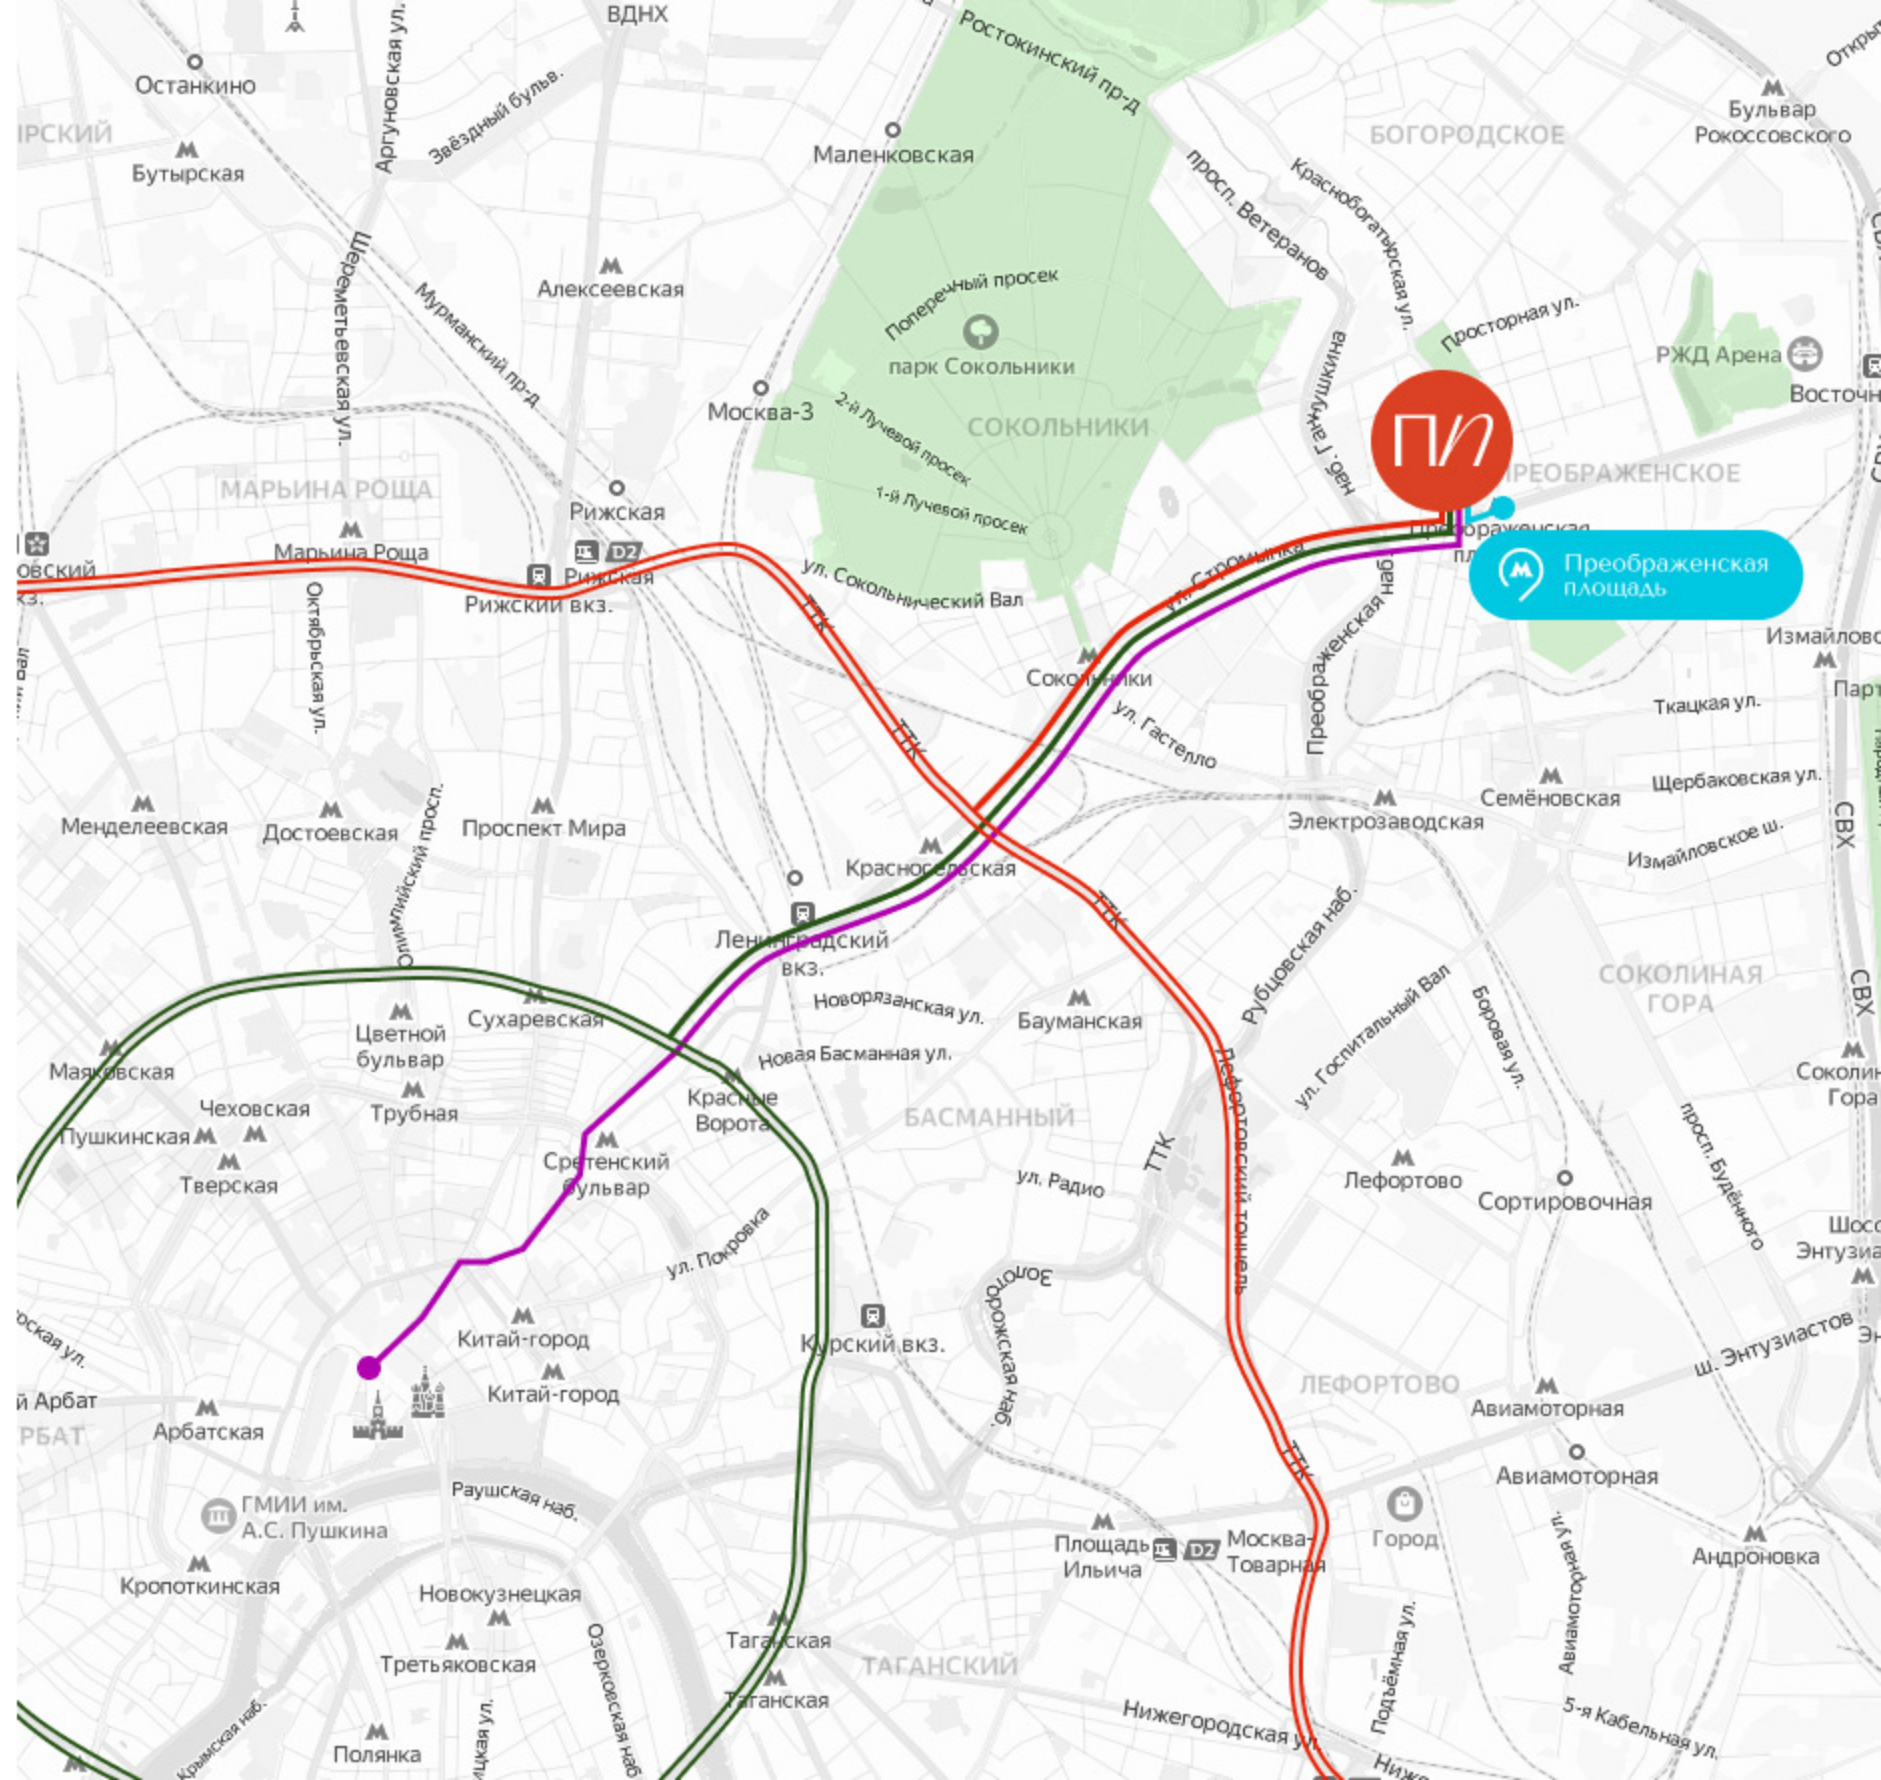 ВДНХ
Ростокинский пр-д
Останкино
Аргуновская ул.
Звёздный бульв.
Бульвар
Рокоссовского
БОГОРОДСКОЕ
Бутырская
Маленковская
просп. Ветеранов
Краснобогатырская ул.
Шереметьевская ул.
Мурманский пр-д
Алексеевская
Поперечный просек
парк Сокольники
Просторная ул.
РЖД Арена
Москва-3
2-й Лучевой просек
СОКОЛЬНИКИ
наб. Ганнушкина
ПИ
ПРЕОБРАЖЕНСКОЕ
МАРЬИНА РОЩА
1-й Лучевой просек
Рижская
Марьина Роща
D2
Рижская
Рижский вкз.
ул. Сокольнический Вал
ул. Стромынка
Преображенская
Преображенская
площадь
Преображенская наб.
Октябрьская ул.
ТТК
Сокольники
ул. Гастелло
Ткацкая ул.
ТТК
Щербаковская ул.
Семёновская
Электрозаводская
Измайловское ш.
СВХ
Менделеевская
Достоевская
Проспект Мира
Олимпийский просп.
Красносельская
ТТК
Ленинградский
вкз.
Рубцовская наб.
СОКОЛИНАЯ
ГОРА
СВХ
Новорязанская ул.
Бауманская
ул. Госпитальный Вал
Боровая ул.
Сухаревская
Цветной
бульвар
Маяковская
Новая Басманная ул.
Красные
Ворота
Трубная
Чеховская
Пушкинская
Тверская
БАСМАННЫЙ
Лефортовский тоннель
ТТК
Сретенский
бульвар
ул. Радио
Лефортово
Сортировочная
просп. Будённого
ул. Покровка
Золоторожская наб.
Китай-город
Курский вкз.
ш. Энтузиастов
Китай-город
ЛЕФОРТОВО
Авиамоторная
й Арбат
Арбатская
ТТК
Авиамоторная
Раушская наб.
ГМИИ им.
А.С. Пушкина
Площадь
Ильича
D2
Москва-
Товарная
Город
Авиамоторная ул.
Андроновка
Кропоткинская
Новокузнецкая
Третьяковская
Озерковская наб
Таганская
Таганская
ТАГАНСКИЙ
Подъёмная ул.
Нижегородская ул.
5-я Кабельная ул.
Крымская наб.
Полянка